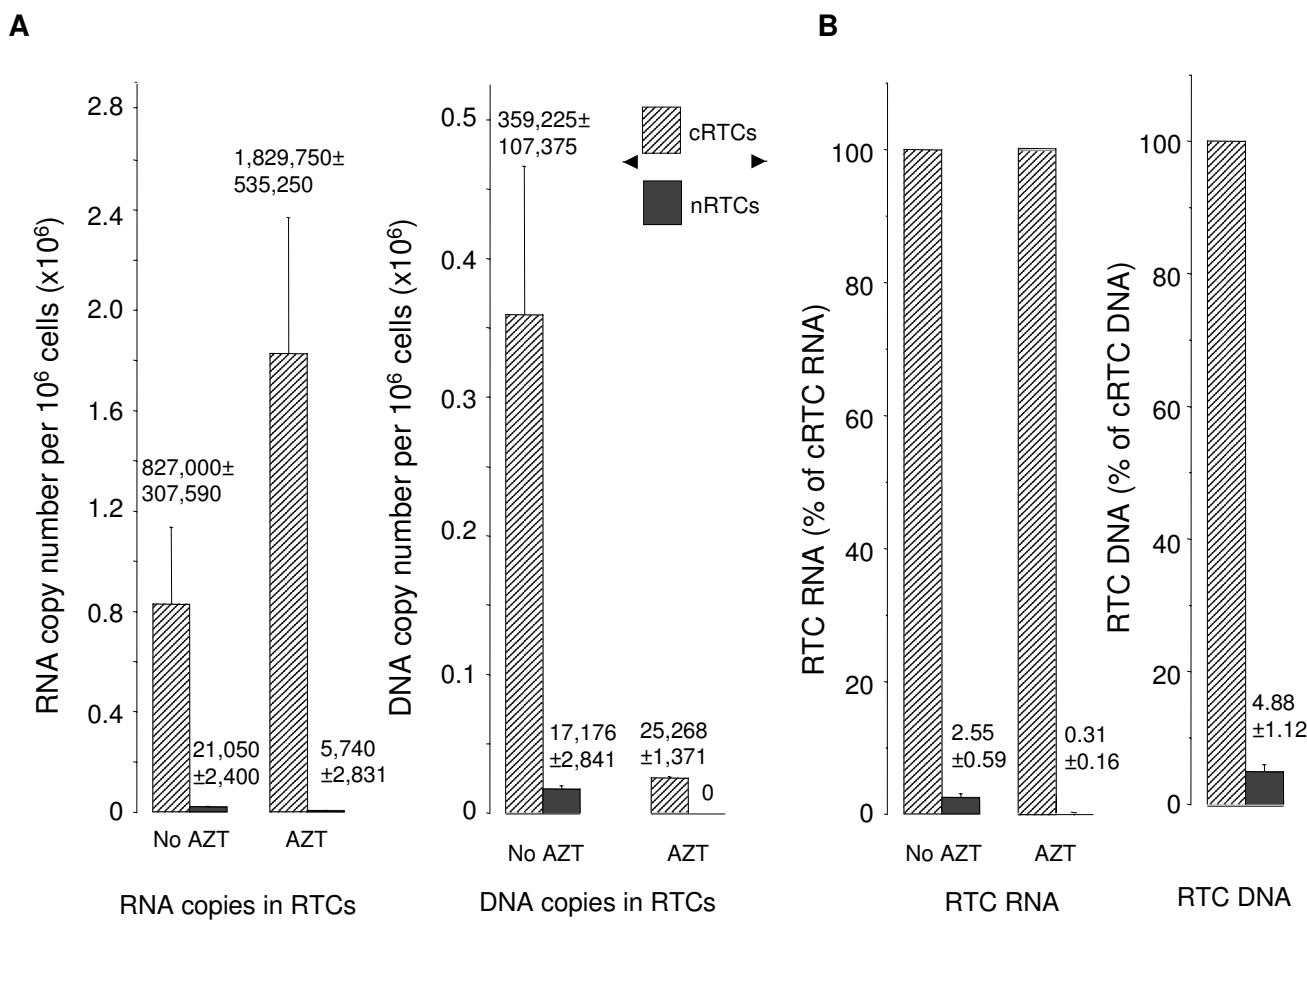 A
B
RNA copy number per 10⁶ cells (x10⁶)
2.8
2.4
2.0
1.6
1.2
0.8
0.4
0
1,829,750±
535,250
827,000±
307,590
21,050
±2,400
5,740
±2,831
No AZT
AZT
RNA copies in RTCs
DNA copy number per 10⁶ cells (x10⁶)
0.5
0.4
0.3
0.2
0.1
0
359,225±
107,375
17,176
±2,841
25,268
±1,371
0
No AZT
AZT
DNA copies in RTCs
cRTCs
nRTCs
RTC RNA (% of cRTC RNA)
100
80
60
40
20
0
2.55
±0.59
0.31
±0.16
No AZT
AZT
RTC RNA
RTC DNA (% of cRTC DNA)
100
80
60
40
20
0
4.88
±1.12
RTC DNA